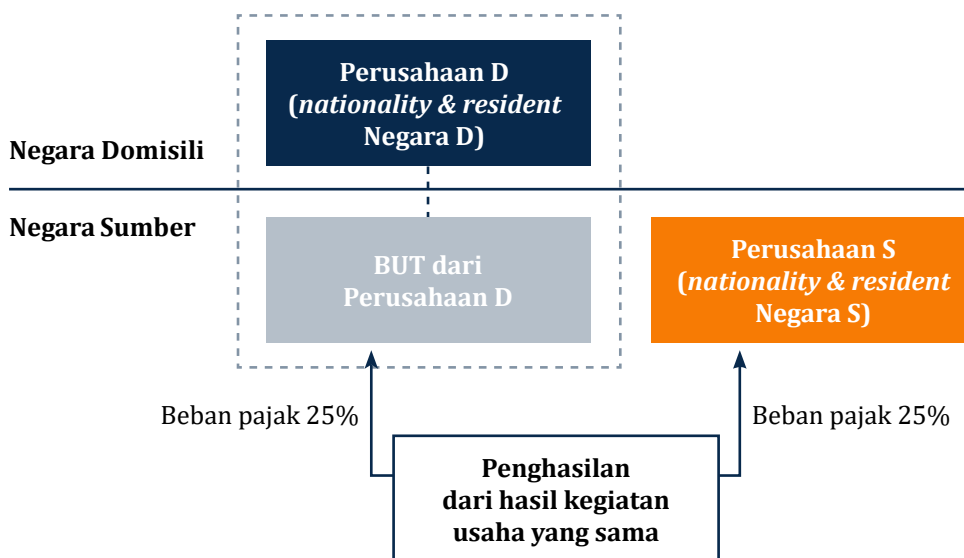 Perusahaan D
(nationality & resident
Negara D)
Negara Domisili
Negara Sumber
BUT dari
Perusahaan D
Perusahaan S
(nationality & resident
Negara S)
Beban pajak 25%
Beban pajak 25%
Penghasilan
dari hasil kegiatan
usaha yang sama